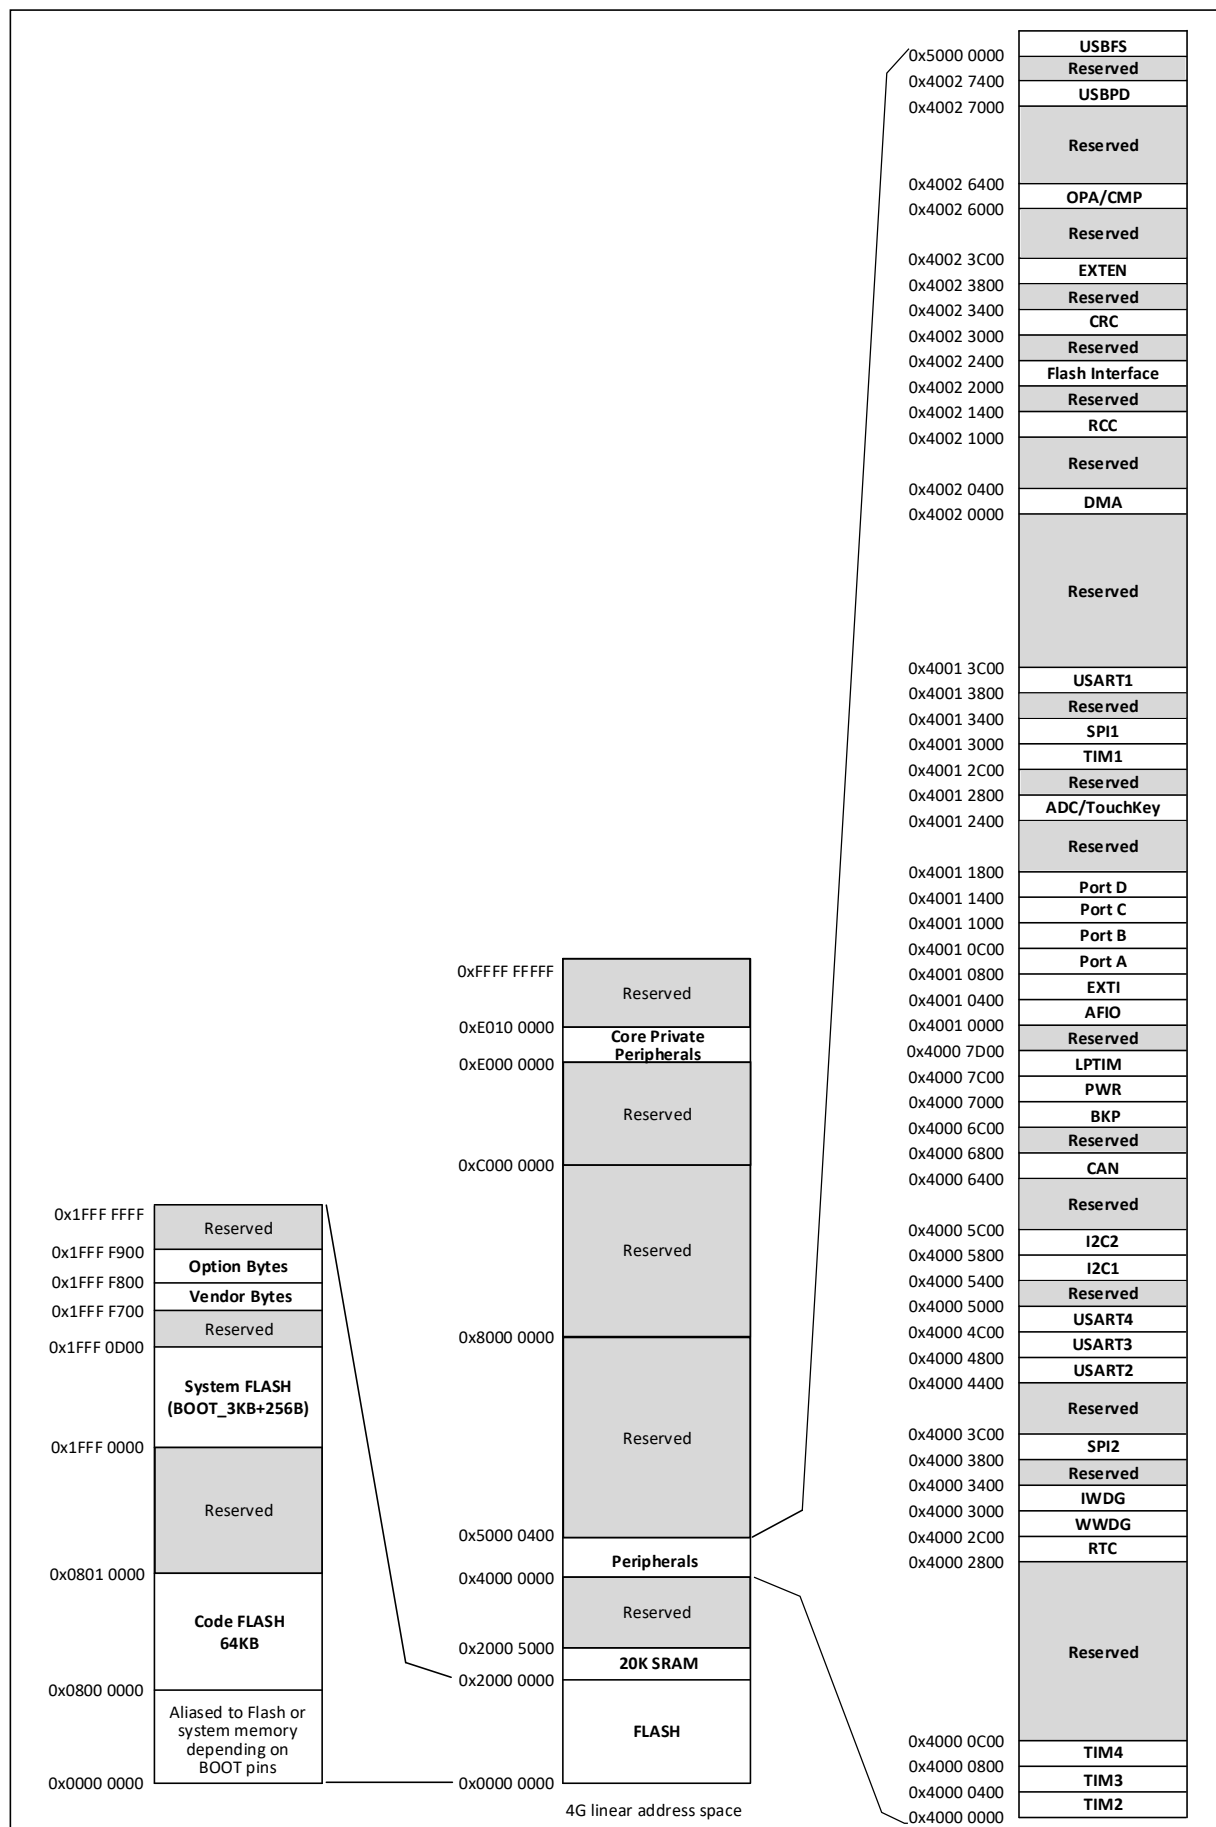 0x5000 0000
USBFS
Reserved
0x4002 7400
USBPD
0x4002 7000
Reserved
0x4002 6400
OPA/CMP
0x4002 6000
Reserved
0x4002 3C00
EXTEN
0x4002 3800
Reserved
0x4002 3400
CRC
0x4002 3000
Reserved
0x4002 2400
Flash Interface
0x4002 2000
Reserved
0x4002 1400
RCC
0x4002 1000
Reserved
0x4002 0400
DMA
0x4002 0000
Reserved
0x4001 3C00
USART1
0x4001 3800
Reserved
0x4001 3400
SPI1
0x4001 3000
TIM1
0x4001 2C00
Reserved
0x4001 2800
ADC/TouchKey
0x4001 2400
Reserved
0x4001 1800
Port D
0x4001 1400
Port C
0x4001 1000
Port B
0x4001 0C00
Port A
0x4001 0800
EXTI
0x4001 0400
AFIO
0x4001 0000
Reserved
0x4000 7D00
LPTIM
0x4000 7C00
PWR
0x4000 7000
BKP
0x4000 6C00
Reserved
0x4000 6800
CAN
0x4000 6400
Reserved
0x4000 5C00
I2C2
0x4000 5800
I2C1
0x4000 5400
Reserved
0x4000 5000
USART4
0x4000 4C00
USART3
0x4000 4800
USART2
0x4000 4400
Reserved
0x4000 3C00
SPI2
0x4000 3800
Reserved
0x4000 3400
IWDG
0x4000 3000
WWDG
0x4000 2C00
RTC
0x4000 2800
Reserved
0x4000 0C00
TIM4
0x4000 0800
TIM3
0x4000 0400
TIM2
0x4000 0000
0xFFFF FFFFF
Reserved
0xE010 0000
Core Private
Peripherals
0xE000 0000
Reserved
0xC000 0000
Reserved
0x8000 0000
Reserved
0x5000 0400
Peripherals
0x4000 0000
Reserved
0x2000 5000
20K SRAM
0x2000 0000
FLASH
0x0000 0000
4G linear address space
0x1FFF FFFF
Reserved
0x1FFF F900
Option Bytes
0x1FFF F800
Vendor Bytes
0x1FFF F700
Reserved
0x1FFF 0D00
System FLASH
(BOOT_3KB+256B)
0x1FFF 0000
Reserved
0x0801 0000
Code FLASH
64KB
0x0800 0000
Aliased to Flash or
system memory
depending on
BOOT pins
0x0000 0000